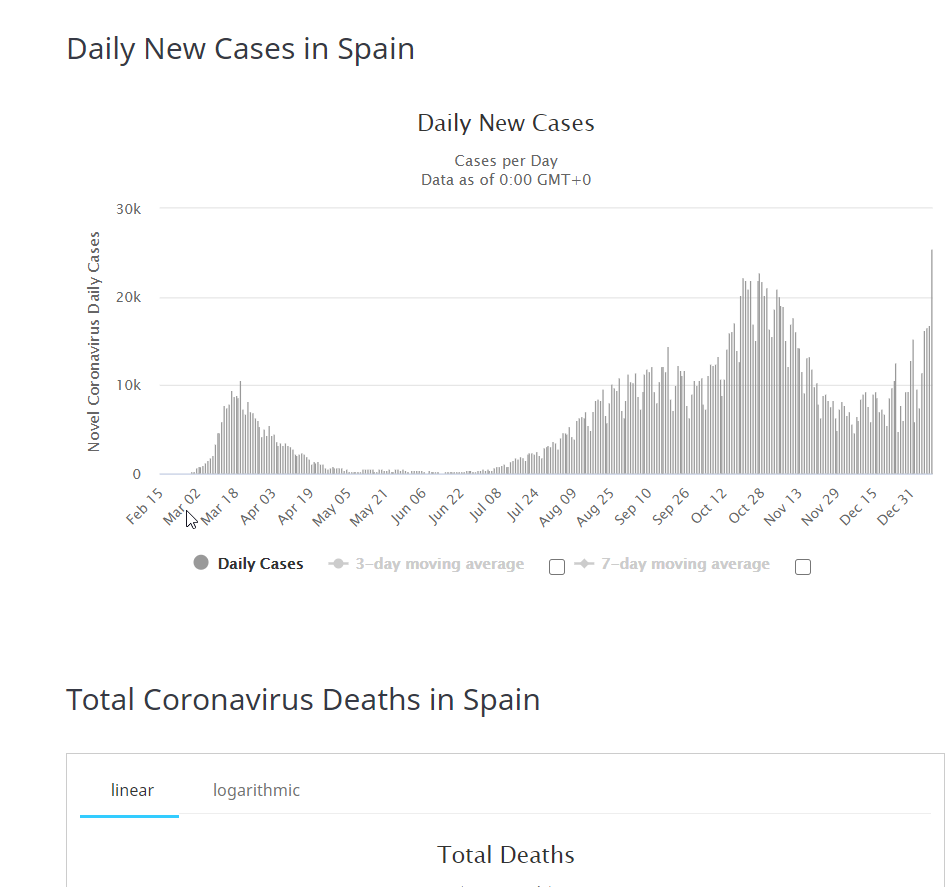 Daily New Cases in Spain
Daily New Cases
Cases per Day
Data as of 0:00 GMT+0
Novel Coronavirus Daily Cases
30k
20k
10k
0
Feb 15
Mar 02
Mar 18
Apr 03
Apr 19
May 05
May 21
Jun 06
Jun 22
Jul 08
Jul 24
Aug 09
Aug 25
Sep 10
Sep 26
Oct 12
Oct 28
Nov 13
Nov 29
Dec 15
Dec 31
Daily Cases
3-day moving average
7-day moving average
Total Coronavirus Deaths in Spain
linear
logarithmic
Total Deaths